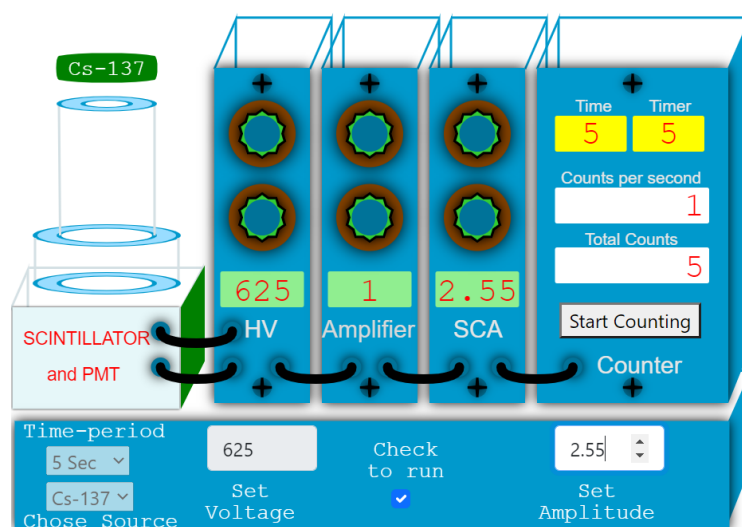 Cs-137
Time Timer
5 5
Counts per second
1
Total Counts
5
625 1 2.55
Start Counting
SCINTILLATOR
and PMT
HV Amplifier SCA
Counter
Time-period
5 Sec
Cs-137
Chose Source
625
Set
Voltage
Check
to run
2.55
Set
Amplitude